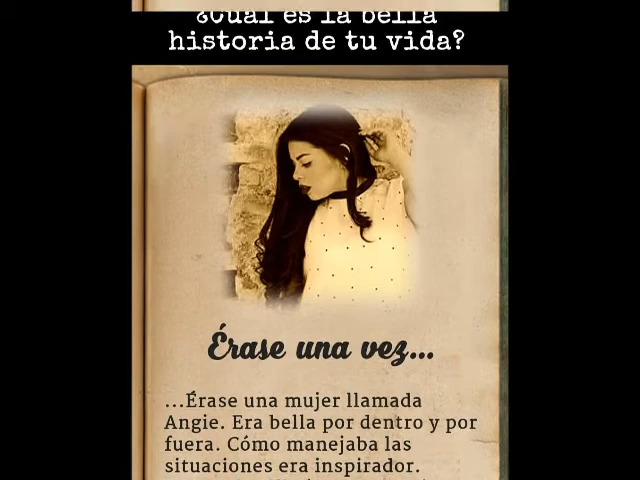 ¿Cuál es la bella
historia de tu vida?
Érase una vez...
...Érase una mujer llamada
Angie. Era bella por dentro y por
fuera. Cómo manejaba las
situaciones era inspirador.